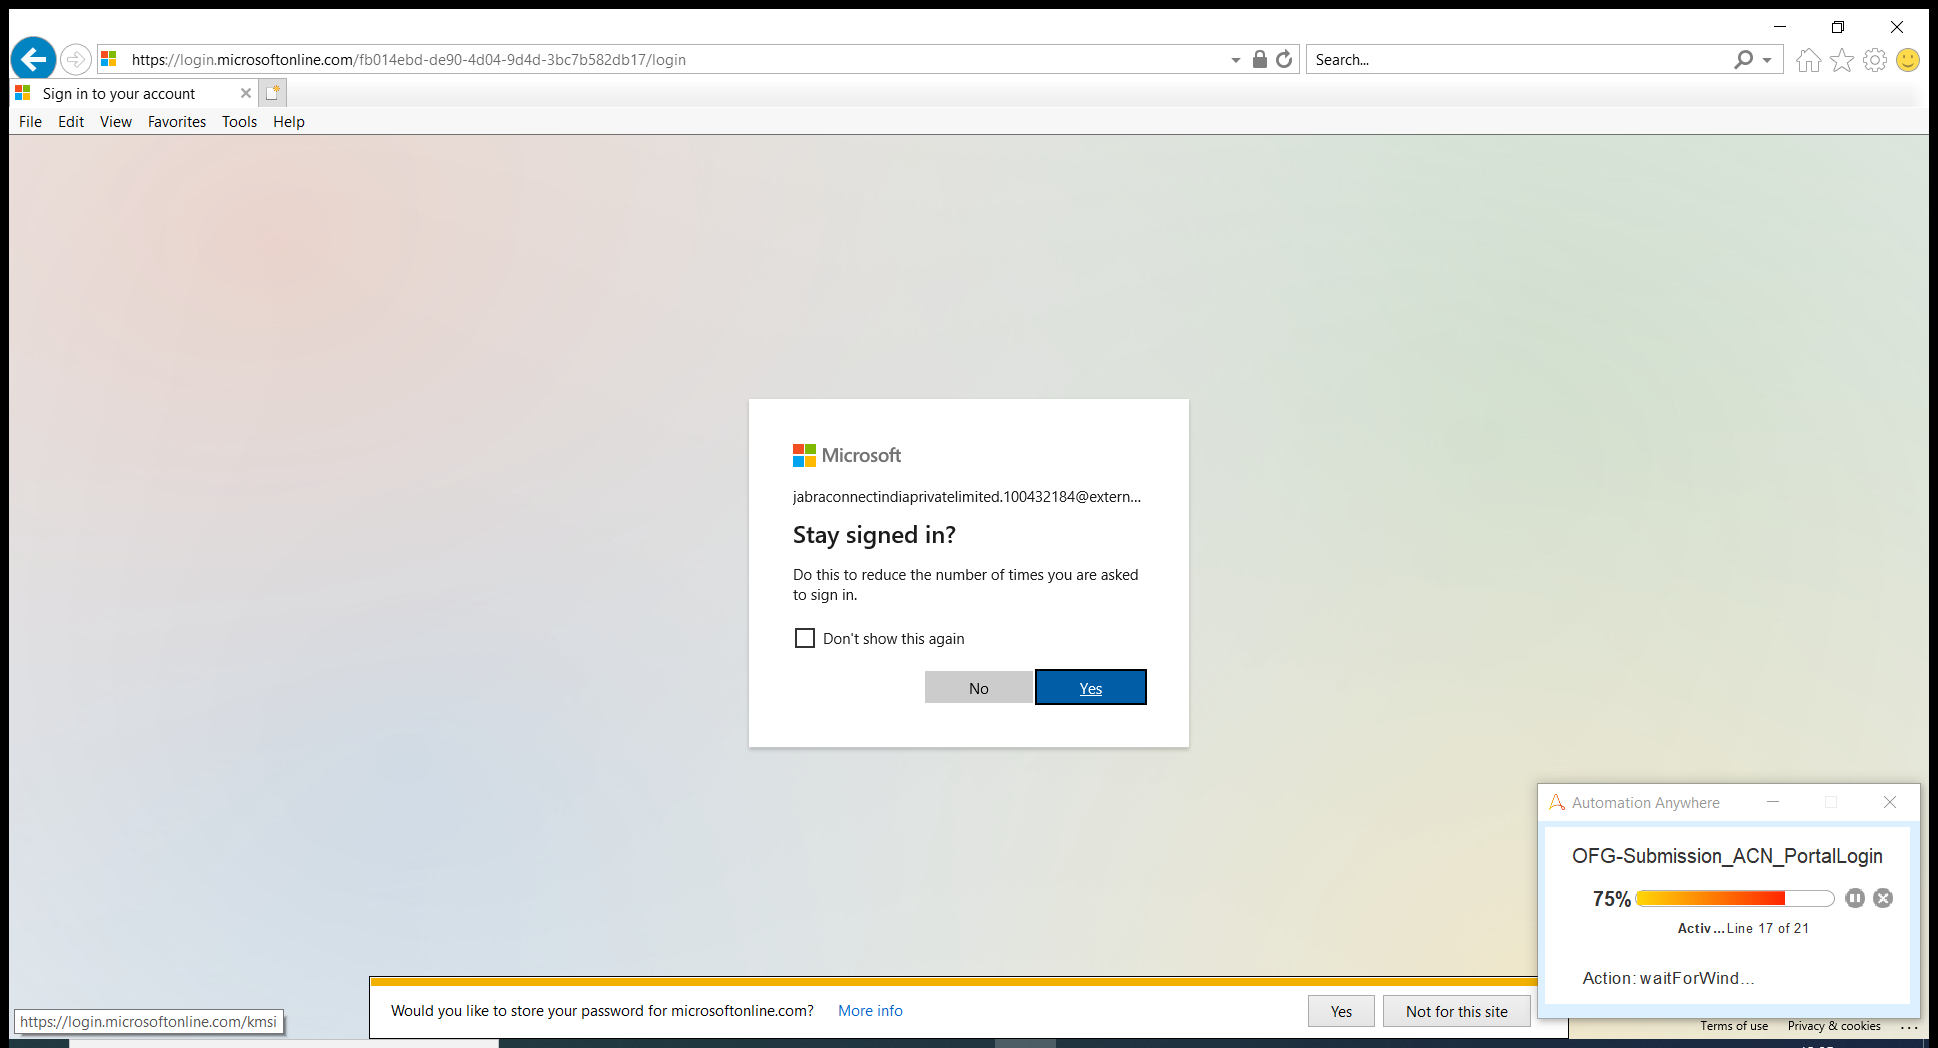 https://login.microsoftonline.com/fb014ebd-de90-4d04-9d4d-3bc7b582db17/login
Search...
Sign in to your account
File Edit View Favorites Tools Help
Microsoft
jabraconnectindiaprivatelimited.100432184@extern...
Stay signed in?
Do this to reduce the number of times you are asked
to sign in.
Don't show this again
No Yes
Automation Anywhere
OFG-Submission_ACN_PortalLogin
75%
Activ... Line 17 of 21
Action: waitForWind...
Would you like to store your password for microsoftonline.com? More info Yes Not for this site
https://login.microsoftonline.com/kmsi
Terms of use Privacy & cookies ...